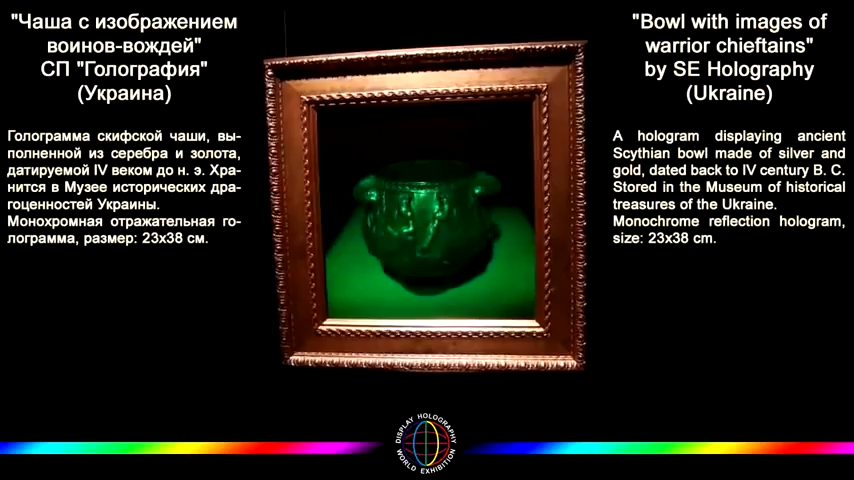 "Чаша с изображением
воинов-вождей"
СП "Голография"
(Украина)
Голограмма скифской чаши, вы-
полненной из серебра и золота,
датируемой IV веком до н. э. Хра-
нится в Музее исторических дра-
гоценностей Украины.
Монохромная отражательная го-
лограмма, размер: 23х38 см.
"Bowl with images of
warrior chieftains"
by SE Holography
(Ukraine)
A hologram displaying ancient
Scythian bowl made of silver and
gold, dated back to IV century B. C.
Stored in the Museum of historical
treasures of the Ukraine.
Monochrome reflection hologram,
size: 23x38 cm.
DISPLAY HOLOGRAPHY
WORLD EXHIBITION